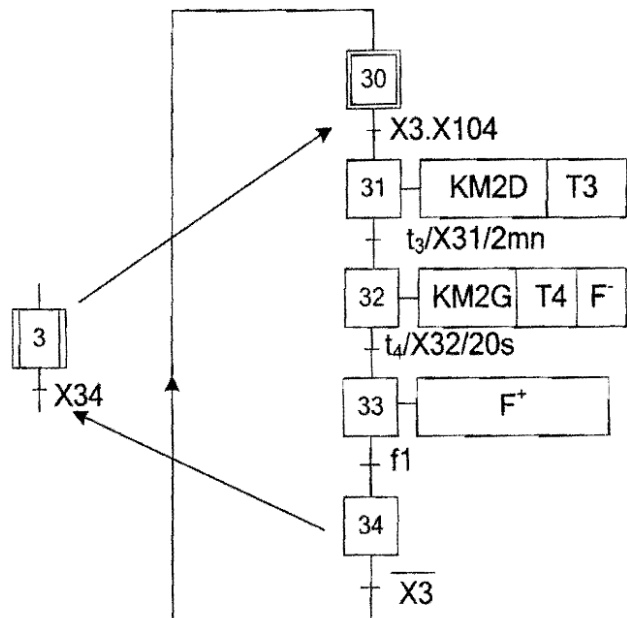 30
X3.X104
31 KM2D T3
t₃/X31/2mn
32 KM2G T4 F⁻
3
t₄/X32/20s
X34
33 F⁺
f1
34
X̅3̅